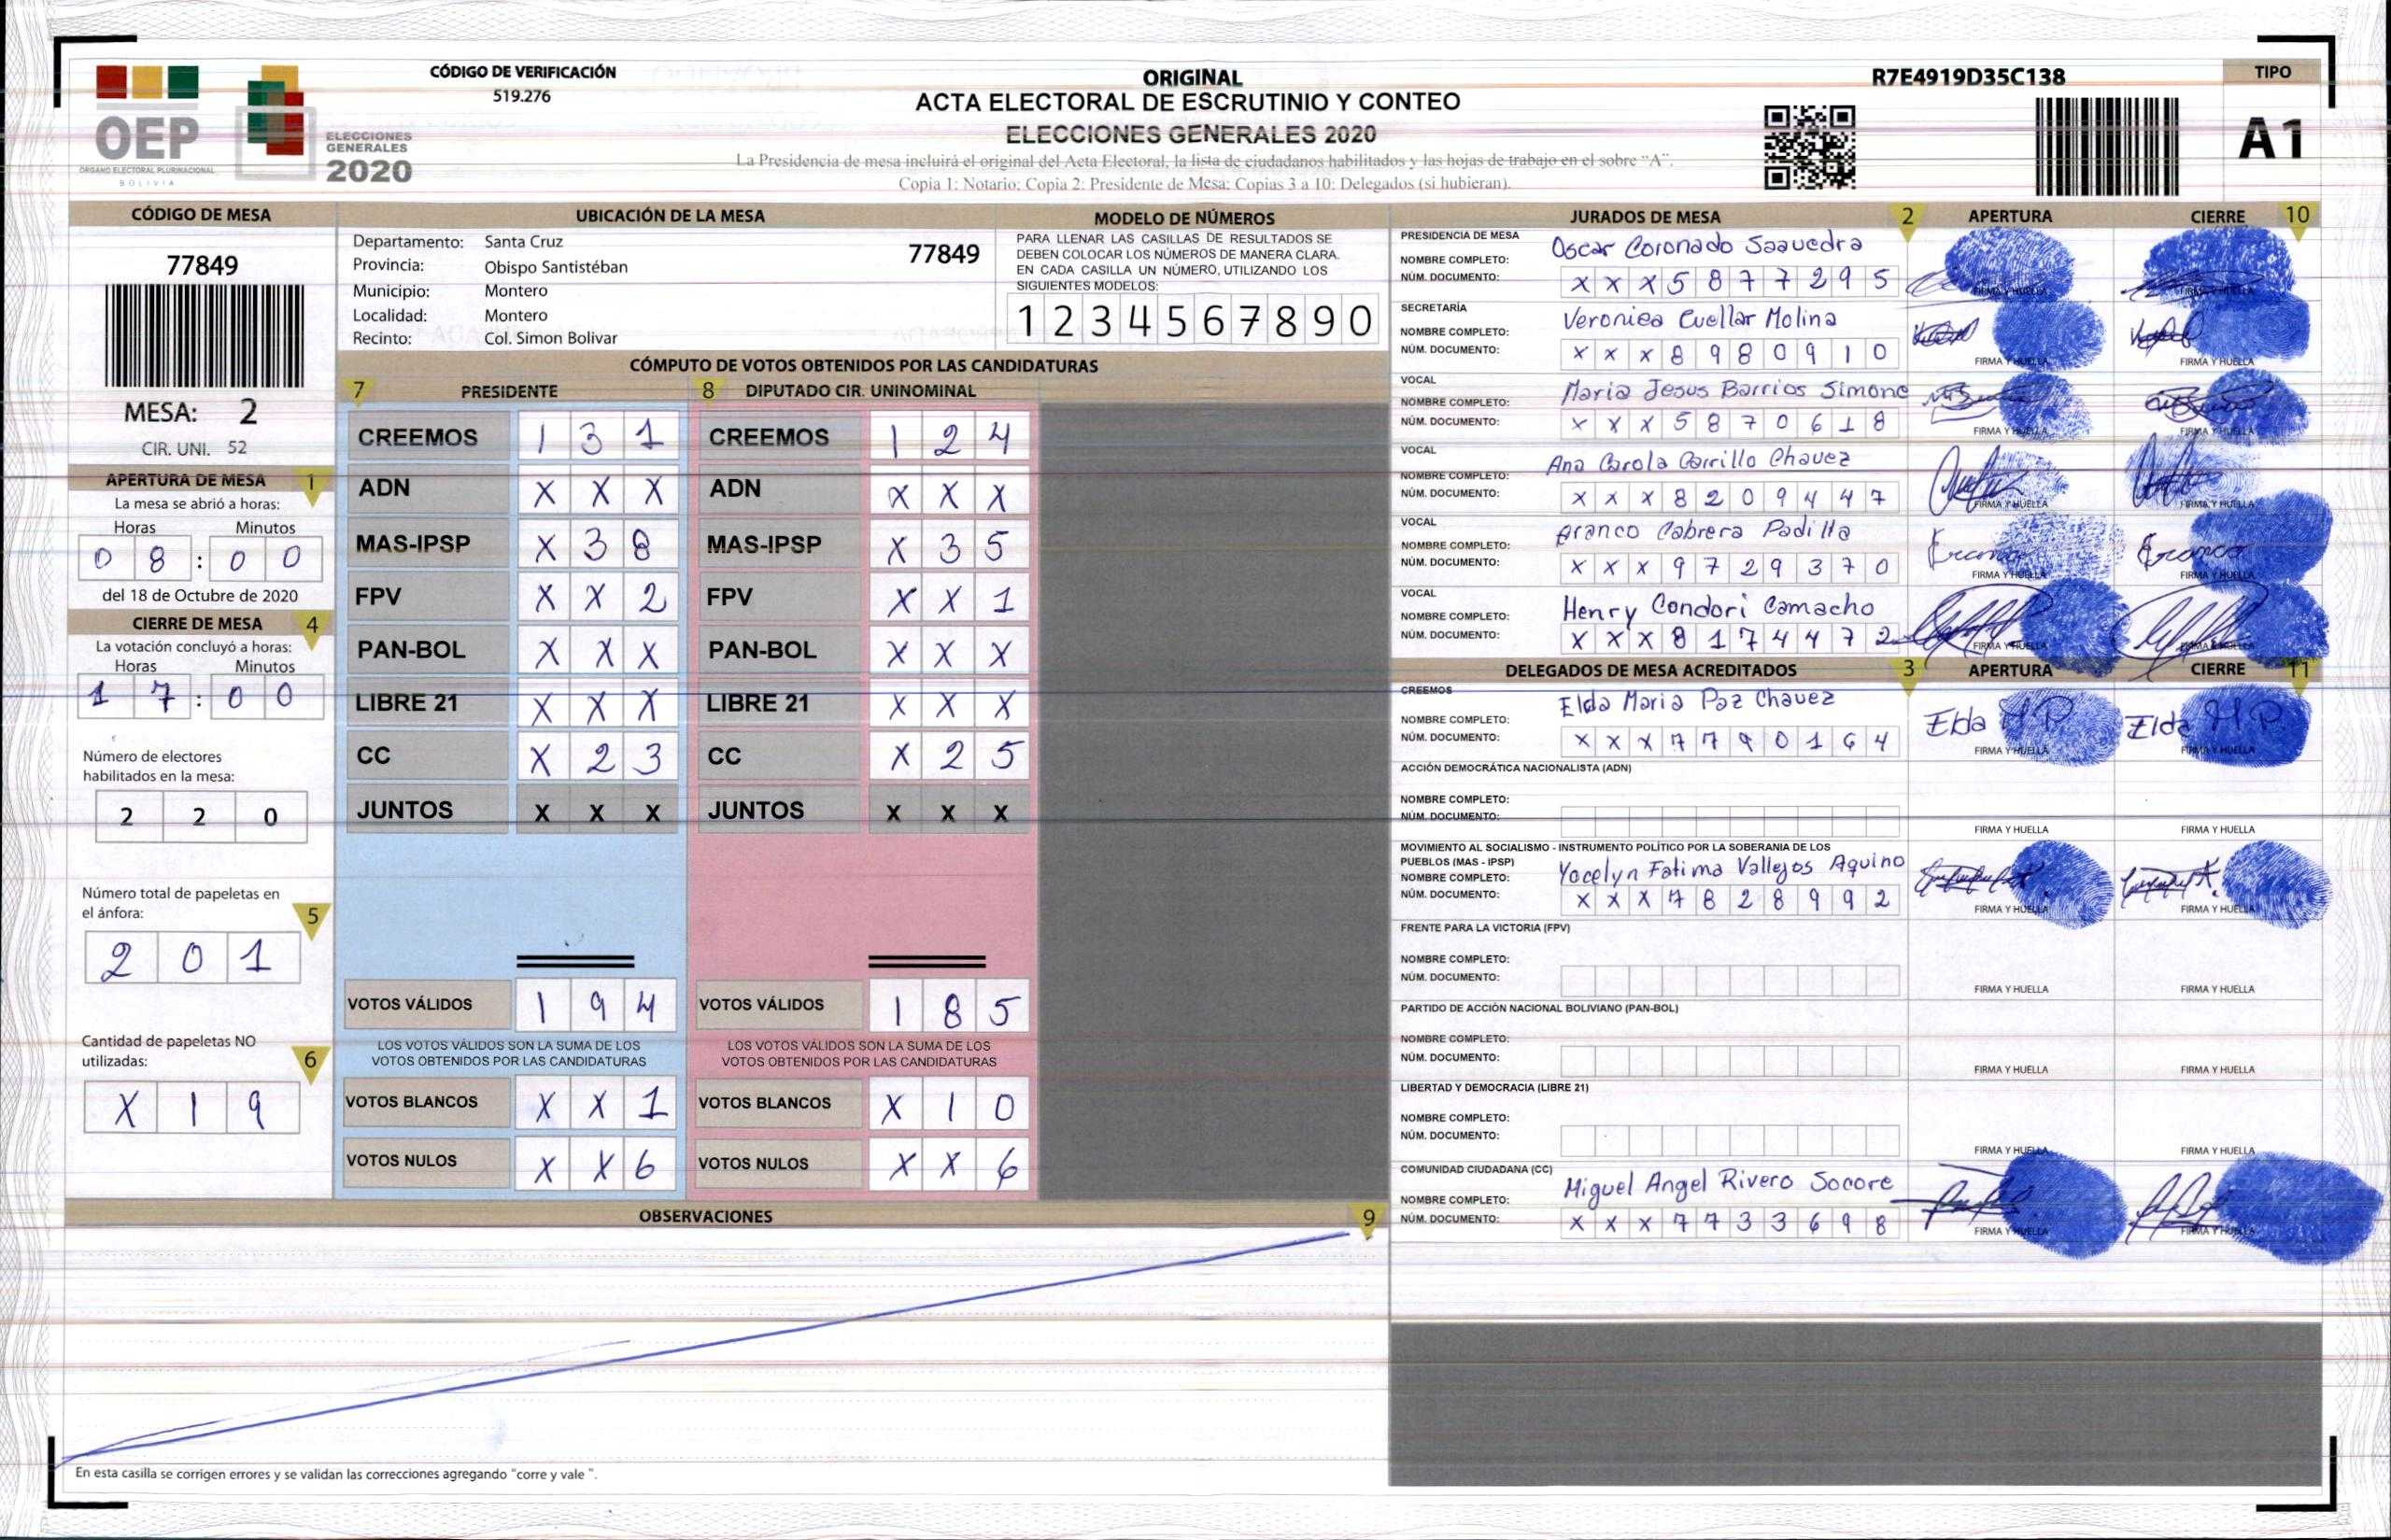 CÓDIGO DE VERIFICACIÓN
519.276
OEP
ÓRGANO ELECTORAL PLURINACIONAL
BOLIVIA
ELECCIONES
GENERALES
2020
ORIGINAL
ACTA ELECTORAL DE ESCRUTINIO Y CONTEO
ELECCIONES GENERALES 2020
La Presidencia de mesa incluirá el original del Acta Electoral, la lista de ciudadanos habilitados y las hojas de trabajo en el sobre "A".
Copia 1: Notario; Copia 2: Presidente de Mesa; Copias 3 a 10: Delegados (si hubieran).
R7E4919D35C138
TIPO
A1
CÓDIGO DE MESA
77849
MESA: 2
CIR. UNI. 52
APERTURA DE MESA 1
La mesa se abrió a horas:
Horas Minutos
0 8 : 0 0
del 18 de Octubre de 2020
CIERRE DE MESA 4
La votación concluyó a horas:
Horas Minutos
1 7 : 0 0
Número de electores
habilitados en la mesa:
2 2 0
Número total de papeletas en
el ánfora: 5
2 0 1
Cantidad de papeletas NO
utilizadas: 6
X 1 9
UBICACIÓN DE LA MESA
Departamento: Santa Cruz 77849
Provincia: Obispo Santistéban
Municipio: Montero
Localidad: Montero
Recinto: Col. Simon Bolivar
MODELO DE NÚMEROS
PARA LLENAR LAS CASILLAS DE RESULTADOS SE
DEBEN COLOCAR LOS NÚMEROS DE MANERA CLARA.
EN CADA CASILLA UN NÚMERO, UTILIZANDO LOS
SIGUIENTES MODELOS:
1 2 3 4 5 6 7 8 9 0
CÓMPUTO DE VOTOS OBTENIDOS POR LAS CANDIDATURAS
7 PRESIDENTE
CREEMOS 1 3 1
ADN X X X
MAS-IPSP X 3 8
FPV X X 2
PAN-BOL X X X
LIBRE 21 X X X
CC X 2 3
JUNTOS X X X
VOTOS VÁLIDOS 1 9 4
LOS VOTOS VÁLIDOS SON LA SUMA DE LOS
VOTOS OBTENIDOS POR LAS CANDIDATURAS
VOTOS BLANCOS X X 1
VOTOS NULOS X X 6
8 DIPUTADO CIR. UNINOMINAL
CREEMOS 1 2 4
ADN X X X
MAS-IPSP X 3 5
FPV X X 1
PAN-BOL X X X
LIBRE 21 X X X
CC X 2 5
JUNTOS X X X
VOTOS VÁLIDOS 1 8 5
LOS VOTOS VÁLIDOS SON LA SUMA DE LOS
VOTOS OBTENIDOS POR LAS CANDIDATURAS
VOTOS BLANCOS X 1 0
VOTOS NULOS X X 6
OBSERVACIONES 9
En esta casilla se corrigen errores y se validan las correcciones agregando "corre y vale ".
JURADOS DE MESA 2 APERTURA CIERRE 10
PRESIDENCIA DE MESA
NOMBRE COMPLETO: Oscar Coronado Saavedra
NÚM. DOCUMENTO: X X X 5 8 7 7 2 9 5
FIRMA Y HUELLA FIRMA Y HUELLA
SECRETARÍA
NOMBRE COMPLETO: Veronica Cuellar Molina
NÚM. DOCUMENTO: X X X 8 9 8 0 9 1 0
FIRMA Y HUELLA FIRMA Y HUELLA
VOCAL
NOMBRE COMPLETO: Maria Jesus Barrios Simone
NÚM. DOCUMENTO: X X X 5 8 7 0 6 1 8
FIRMA Y HUELLA FIRMA Y HUELLA
VOCAL
NOMBRE COMPLETO: Ana Carola Carrillo Chavez
NÚM. DOCUMENTO: X X X 8 2 0 9 4 4 7
FIRMA Y HUELLA FIRMA Y HUELLA
VOCAL
NOMBRE COMPLETO: Cabrera Padilla
NÚM. DOCUMENTO: X X X 9 7 2 9 3 7 0
FIRMA Y HUELLA FIRMA Y HUELLA
VOCAL
NOMBRE COMPLETO: Henry Condori Camacho
NÚM. DOCUMENTO: X X X 8 1 7 4 4 7 2
FIRMA Y HUELLA FIRMA Y HUELLA
DELEGADOS DE MESA ACREDITADOS 3 APERTURA CIERRE 11
CREEMOS
NOMBRE COMPLETO: Elda Maria Paz Chavez
NÚM. DOCUMENTO: X X X 7 7 9 0 1 6 4
Elda M P Elda M P
FIRMA Y HUELLA FIRMA Y HUELLA
ACCIÓN DEMOCRÁTICA NACIONALISTA (ADN)
NOMBRE COMPLETO:
NÚM. DOCUMENTO:
FIRMA Y HUELLA FIRMA Y HUELLA
MOVIMIENTO AL SOCIALISMO - INSTRUMENTO POLÍTICO POR LA SOBERANIA DE LOS
PUEBLOS (MAS - IPSP)
NOMBRE COMPLETO: Yocelyn Fatima Vallejos Aquino
NÚM. DOCUMENTO: X X X 7 8 2 8 9 9 2
FIRMA Y HUELLA FIRMA Y HUELLA
FRENTE PARA LA VICTORIA (FPV)
NOMBRE COMPLETO:
NÚM. DOCUMENTO:
FIRMA Y HUELLA FIRMA Y HUELLA
PARTIDO DE ACCIÓN NACIONAL BOLIVIANO (PAN-BOL)
NOMBRE COMPLETO:
NÚM. DOCUMENTO:
FIRMA Y HUELLA FIRMA Y HUELLA
LIBERTAD Y DEMOCRACIA (LIBRE 21)
NOMBRE COMPLETO:
NÚM. DOCUMENTO:
FIRMA Y HUELLA FIRMA Y HUELLA
COMUNIDAD CIUDADANA (CC)
NOMBRE COMPLETO: Miguel Angel Rivero Socore
NÚM. DOCUMENTO: X X X 7 7 3 3 6 9 8
FIRMA Y HUELLA FIRMA Y HUELLA